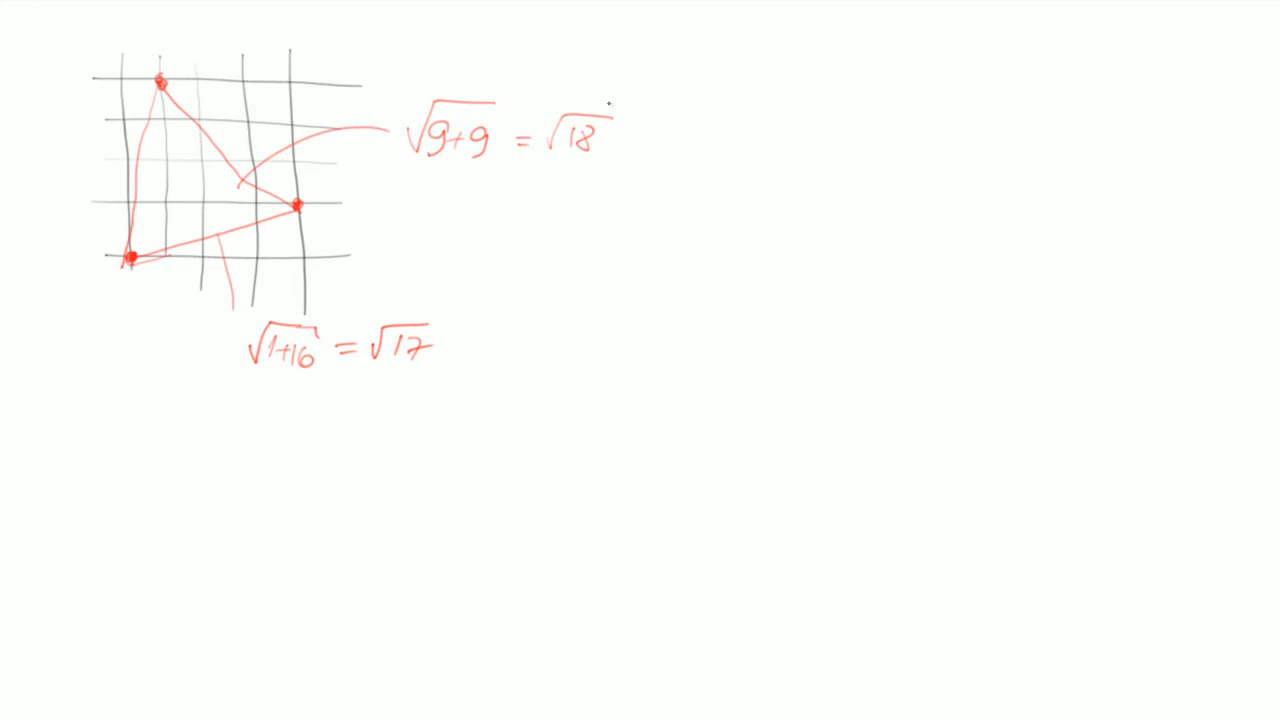 √9+9 = √18
√1+16 = √17